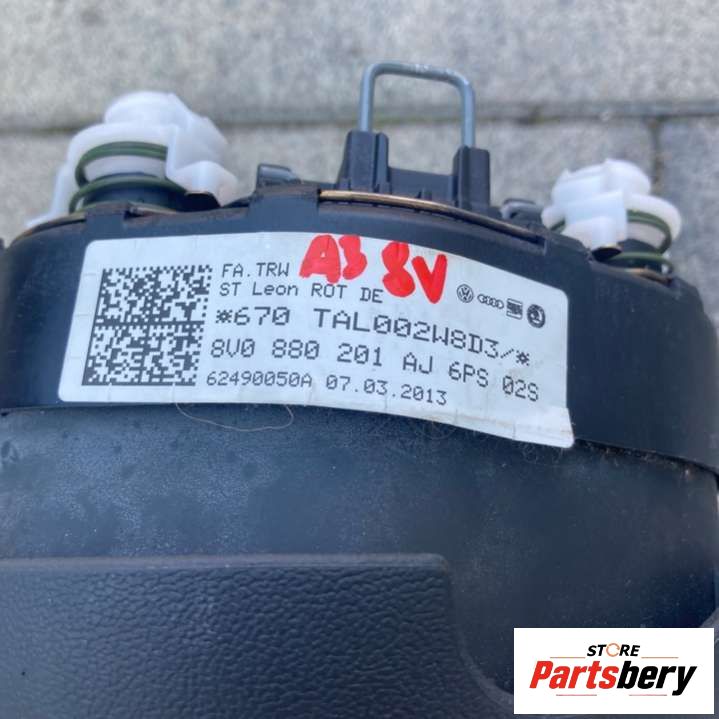 FA.TRW A3 8V
ST Leon ROT DE
*670 TAL002W8D3/*
8V0 880 201 AJ 6PS 02S
62490050A 07.03.2013
STORE
Partsbery